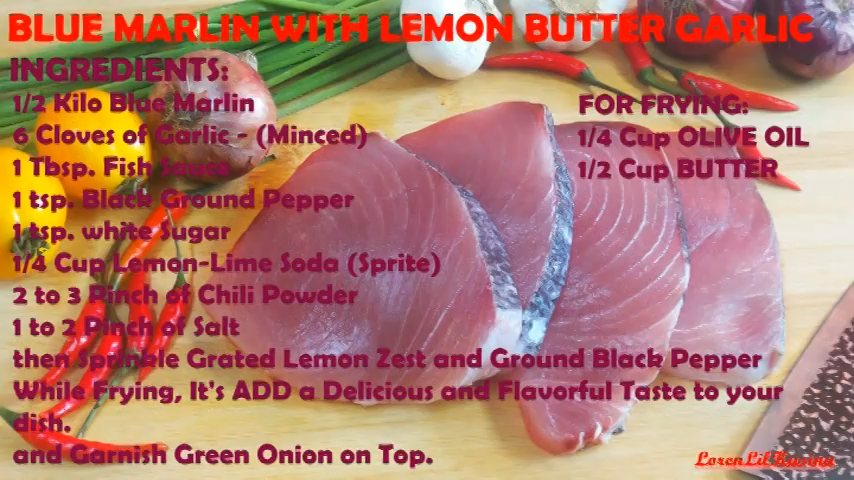 BLUE MARLIN WITH LEMON BUTTER GARLIC
INGREDIENTS:
1/2 Kilo Blue Marlin
6 Cloves of Garlic - (Minced)
1 Tbsp. Fish Sauce
1 tsp. Black Ground Pepper
1 tsp. white Sugar
1/4 Cup Lemon-Lime Soda (Sprite)
2 to 3 Pinch of Chili Powder
1 to 2 Pinch of Salt
then Sprinkle Grated Lemon Zest and Ground Black Pepper
While Frying, It's ADD a Delicious and Flavorful Taste to your
dish.
and Garnish Green Onion on Top.
FOR FRYING:
1/4 Cup OLIVE OIL
1/2 Cup BUTTER